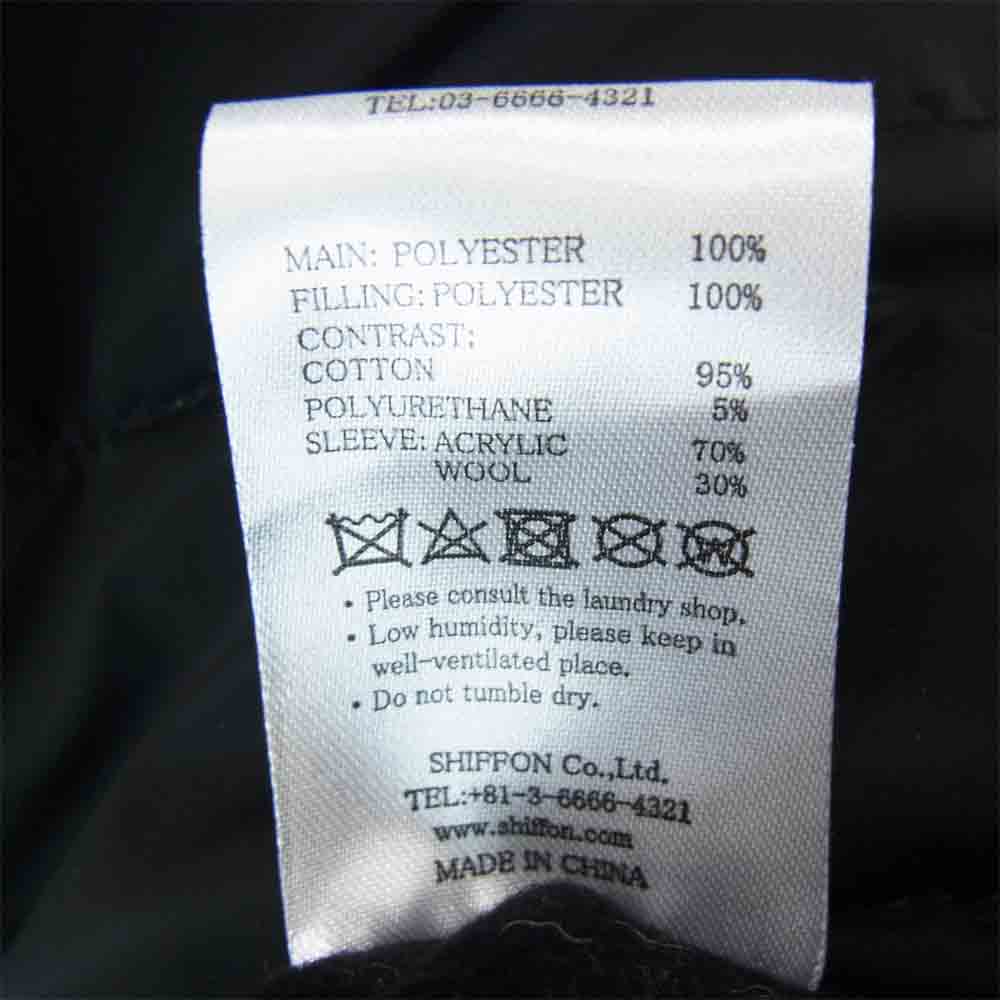 TEL:03-6666-4321
MAIN: POLYESTER 100%
FILLING: POLYESTER 100%
CONTRAST:
COTTON 95%
POLYURETHANE 5%
SLEEVE: ACRYLIC 70%
WOOL 30%
W
• Please consult the laundry shop.
• Low humidity, please keep in
well-ventilated place.
• Do not tumble dry.
SHIFFON Co.,Ltd.
TEL:+81-3-6666-4321
www.shiffon.com
MADE IN CHINA